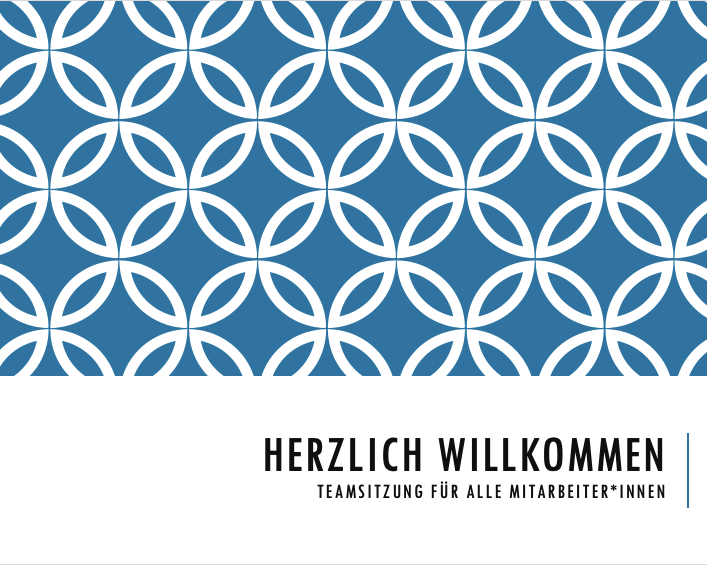 HERZLICH WILLKOMMEN
TEAMSITZUNG FÜR ALLE MITARBEITER*INNEN